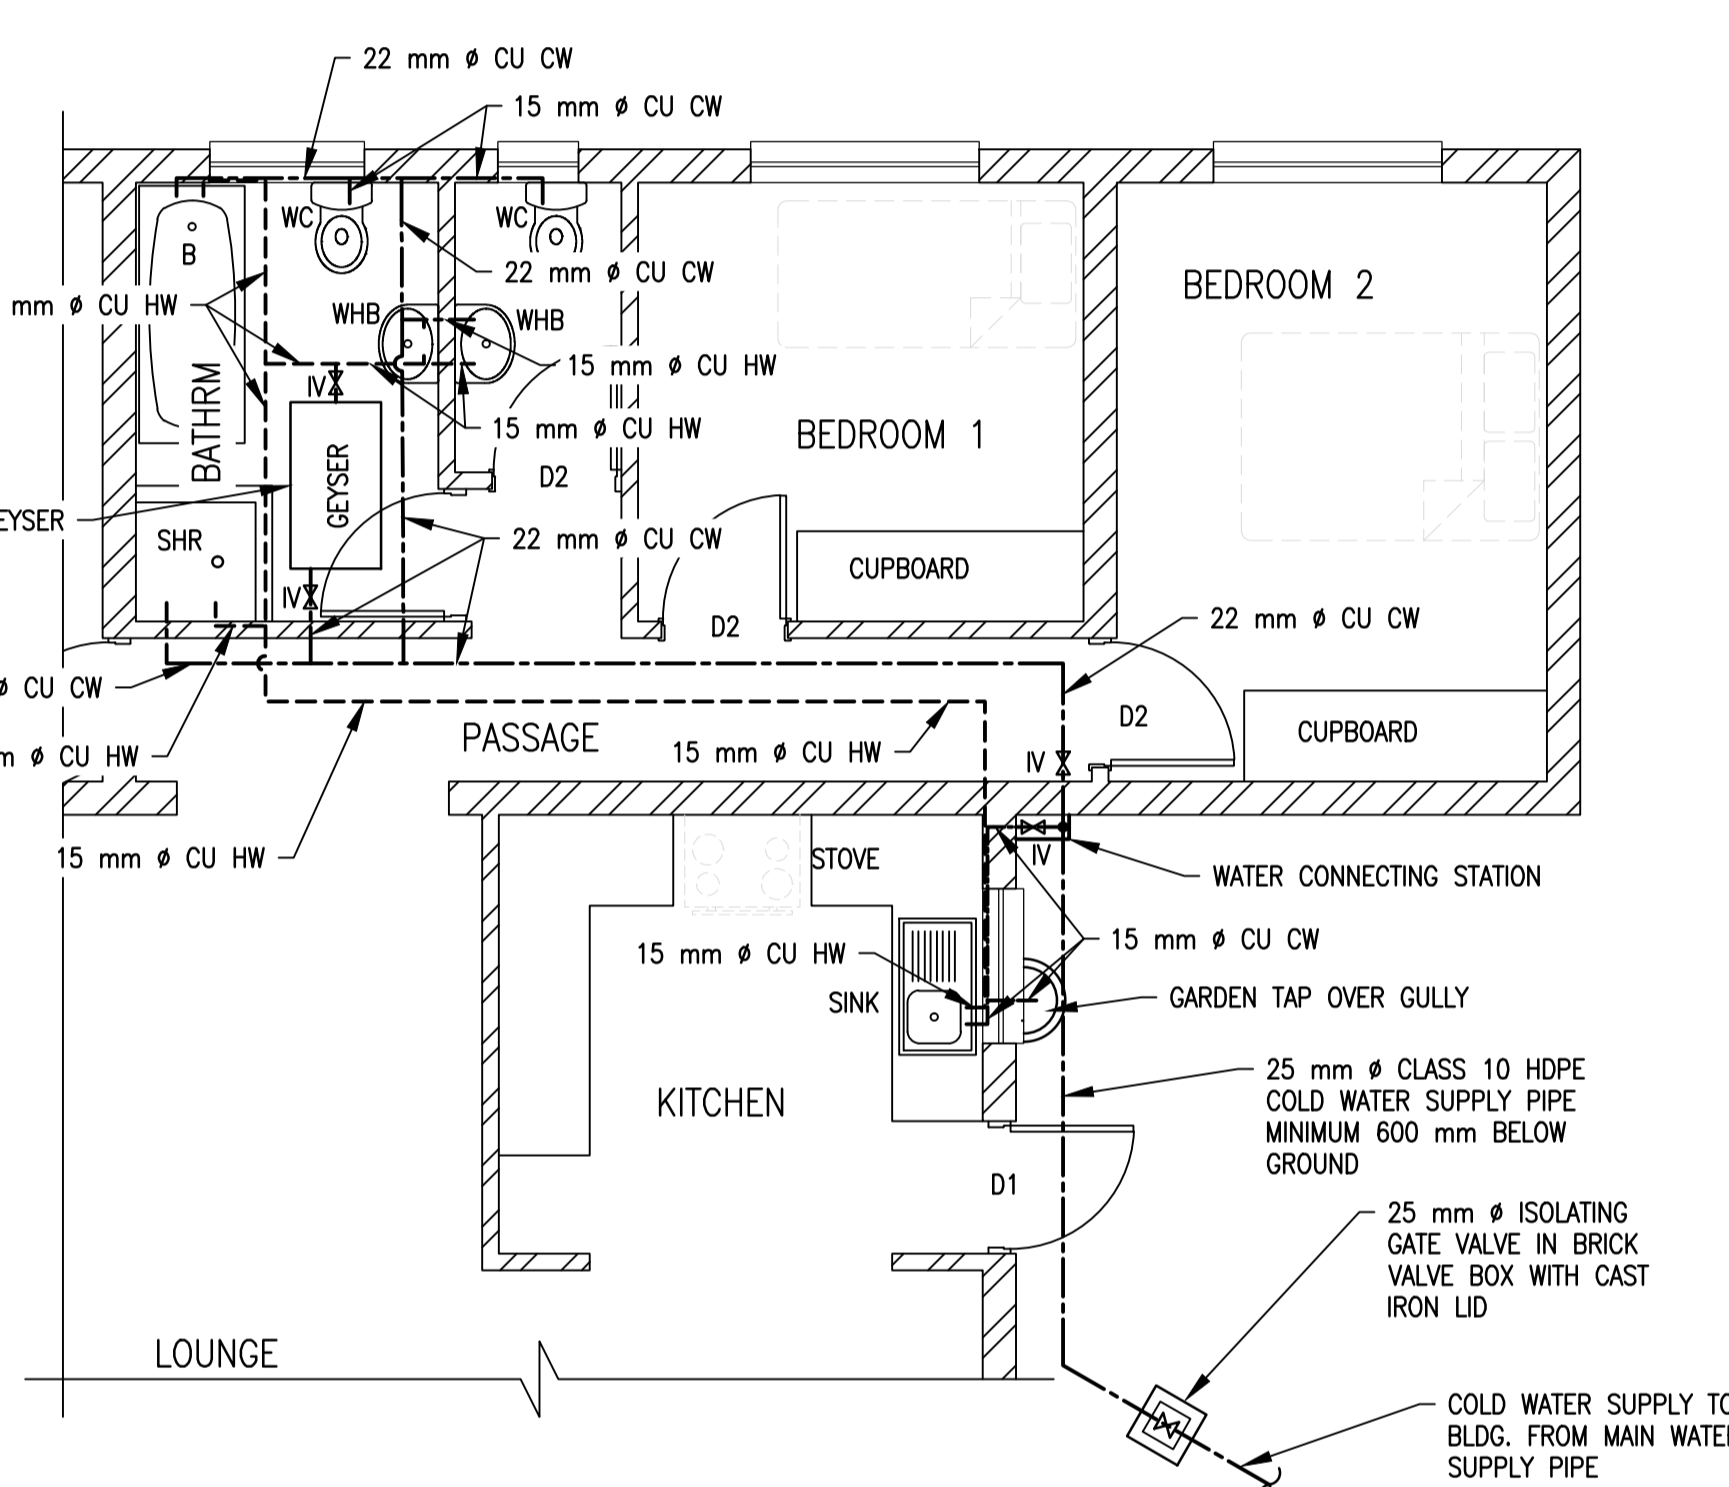 22 mm ø CU CW
15 mm ø CU CW
WC
WC
B
22 mm ø CU CW
BEDROOM 2
mm ø CU HW
WHB
WHB
15 mm ø CU HW
IV
BATHRM
15 mm ø CU HW
BEDROOM 1
GEYSER
D2
EYSER
SHR
22 mm ø CU CW
CUPBOARD
IV
D2
22 mm ø CU CW
ø CU CW
D2
CUPBOARD
PASSAGE
m ø CU HW
15 mm ø CU HW
IV
15 mm ø CU HW
STOVE
IV
WATER CONNECTING STATION
15 mm ø CU HW
15 mm ø CU CW
SINK
GARDEN TAP OVER GULLY
KITCHEN
25 mm ø CLASS 10 HDPE
COLD WATER SUPPLY PIPE
MINIMUM 600 mm BELOW
GROUND
D1
25 mm ø ISOLATING
GATE VALVE IN BRICK
VALVE BOX WITH CAST
IRON LID
LOUNGE
COLD WATER SUPPLY TO
BLDG. FROM MAIN WATER
SUPPLY PIPE